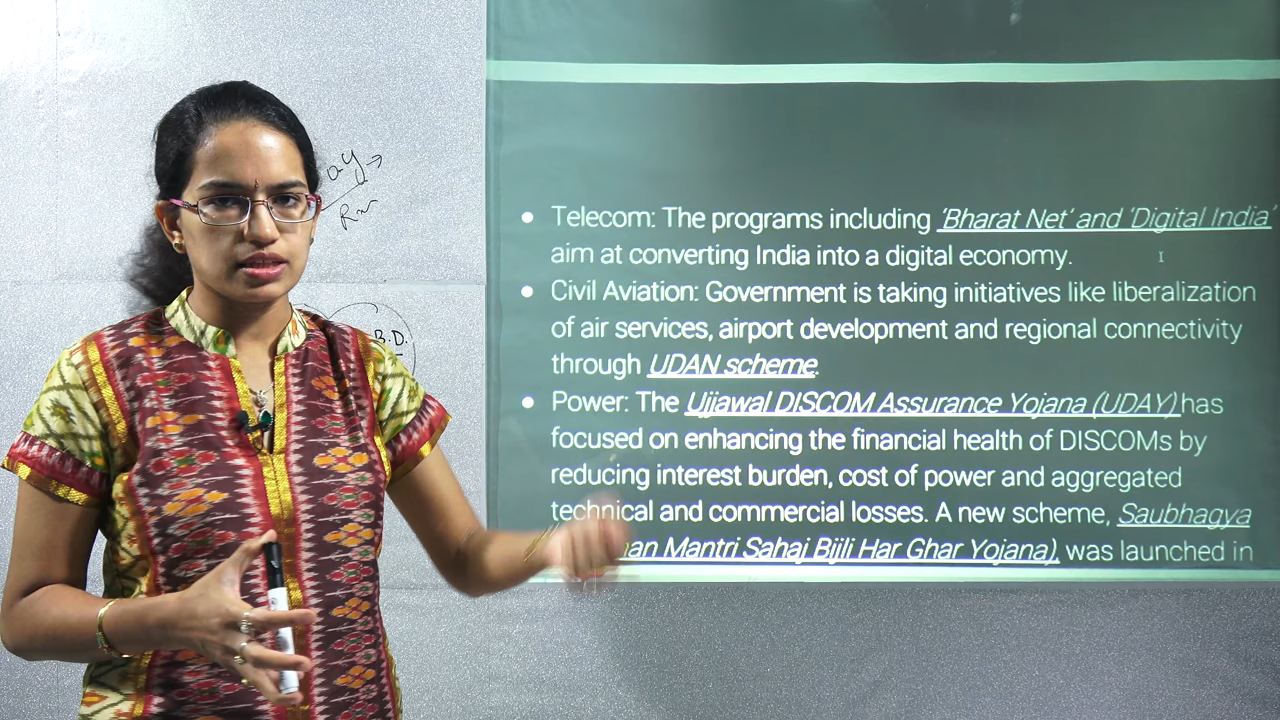 Telecom: The programs including 'Bharat Net' and 'Digital India'
aim at converting India into a digital economy.
Civil Aviation: Government is taking initiatives like liberalization
of air services, airport development and regional connectivity
through UDAN scheme.
Power: The Ujjawal DISCOM Assurance Yojana (UDAY) has
focused on enhancing the financial health of DISCOMs by
reducing interest burden, cost of power and aggregated
technical and commercial losses. A new scheme, Saubhagya
Mantri Sahaj Bijli Har Ghar Yojana), was launched in
B.D.